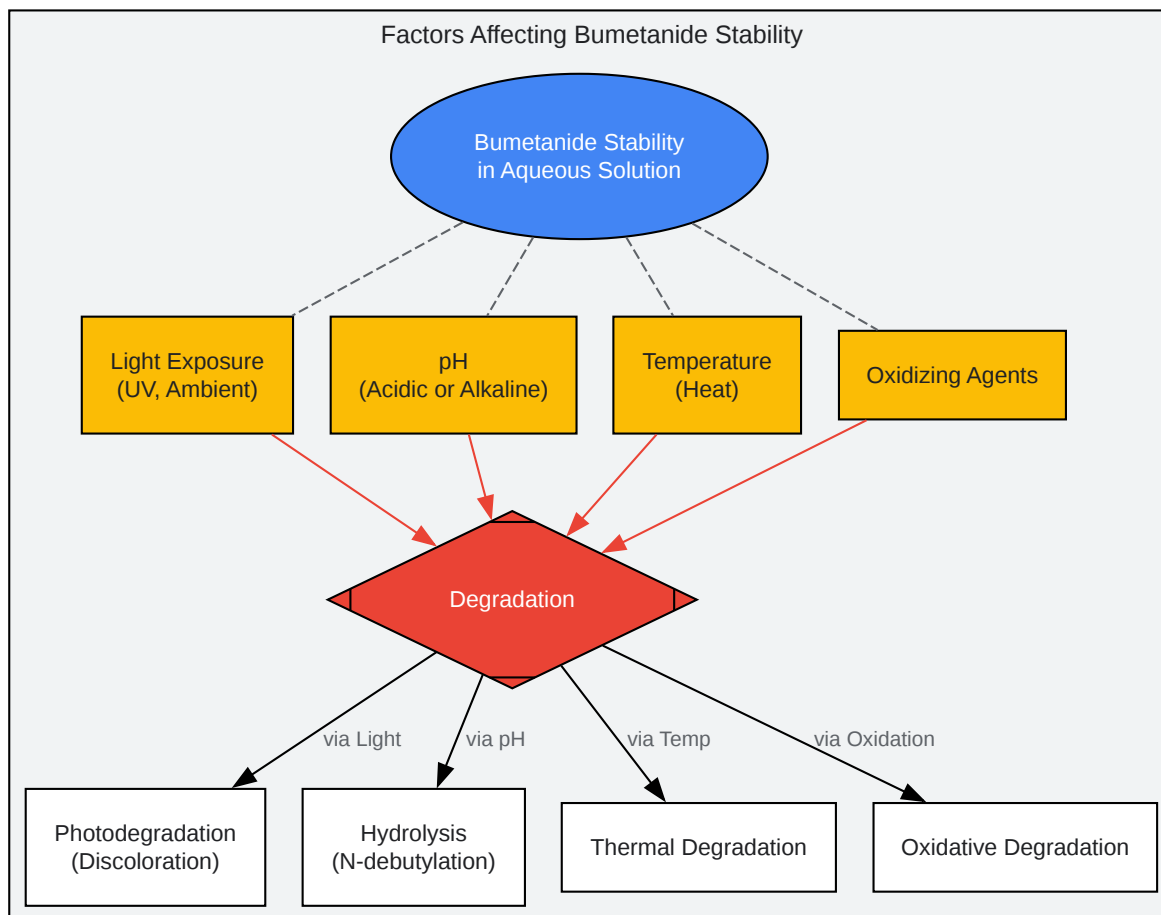 Factors Affecting Bumetanide Stability
Bumetanide Stability
in Aqueous Solution
Light Exposure
(UV, Ambient)
pH
(Acidic or Alkaline)
Temperature
(Heat)
Oxidizing Agents
Degradation
via Light
via pH
via Temp
via Oxidation
Photodegradation
(Discoloration)
Hydrolysis
(N-debutylation)
Thermal Degradation
Oxidative Degradation